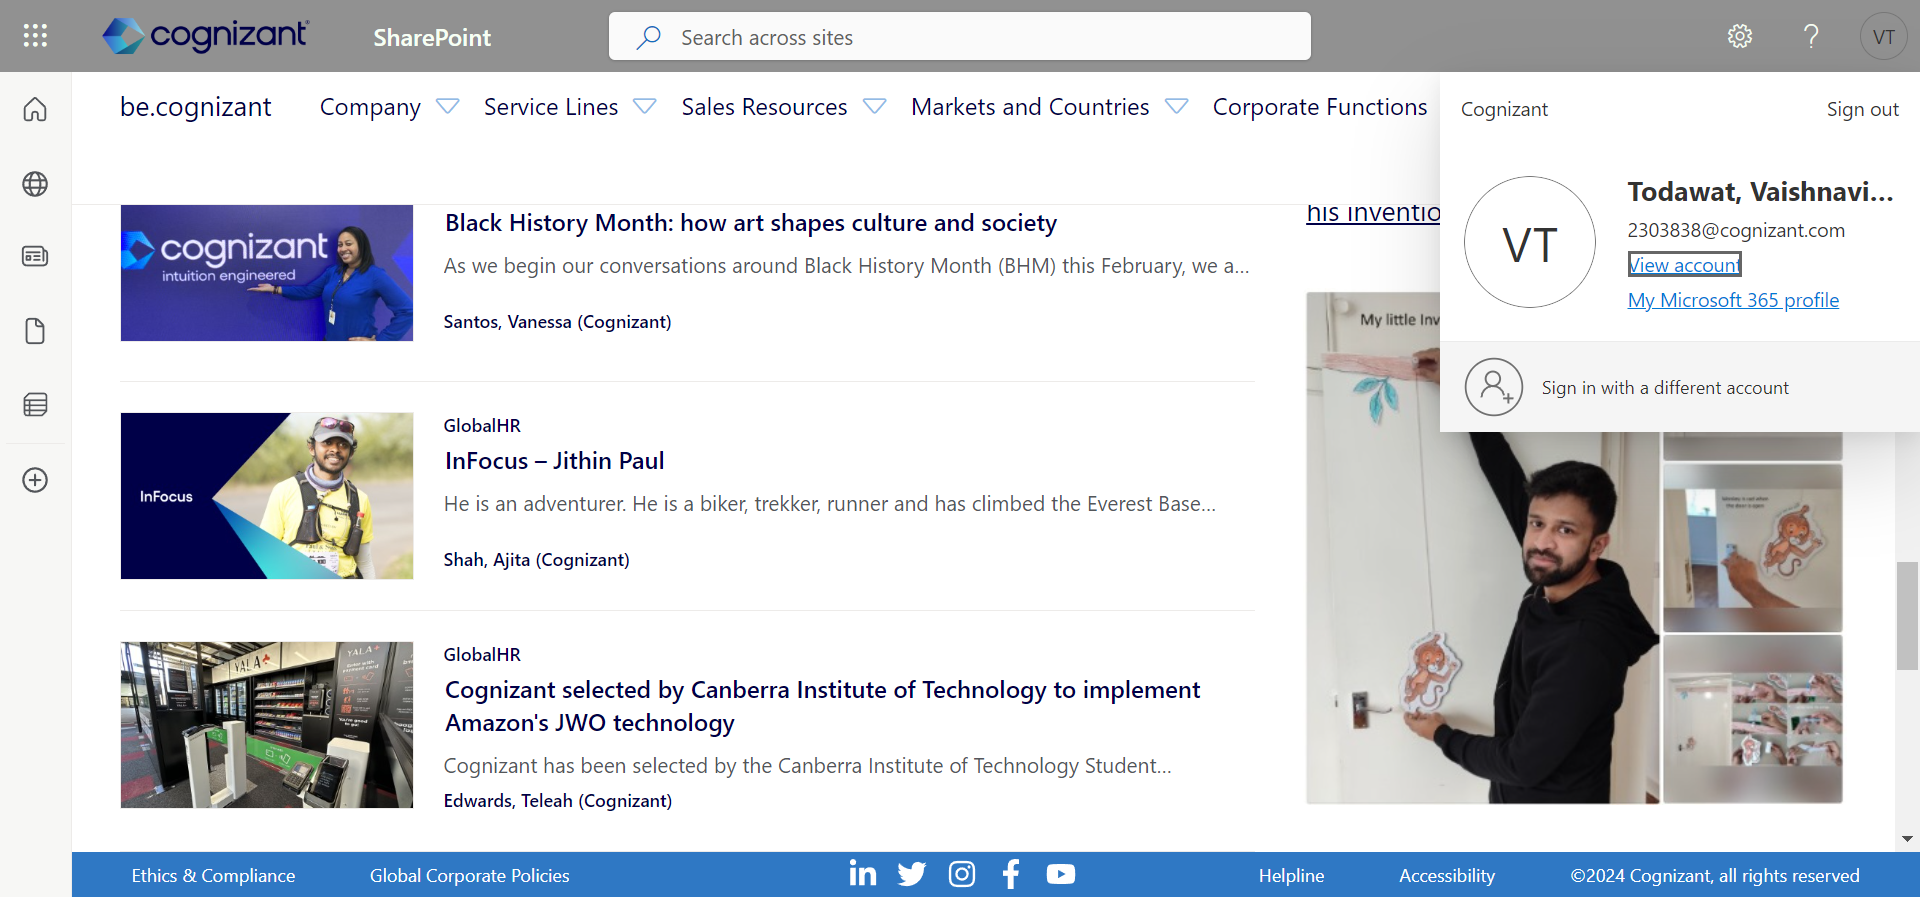 cognizant
SharePoint
Search across sites
VT
be.cognizant
Company
Service Lines
Sales Resources
Markets and Countries
Corporate Functions
Cognizant
Sign out
VT
Todawat, Vaishnavi...
2303838@cognizant.com
View account
My Microsoft 365 profile
Sign in with a different account
cognizant
intuition engineered
Black History Month: how art shapes culture and society
As we begin our conversations around Black History Month (BHM) this February, we a...
Santos, Vanessa (Cognizant)
InFocus
GlobalHR
InFocus – Jithin Paul
He is an adventurer. He is a biker, trekker, runner and has climbed the Everest Base...
Shah, Ajita (Cognizant)
YALA+
YALA+
GlobalHR
Cognizant selected by Canberra Institute of Technology to implement
Amazon's JWO technology
Cognizant has been selected by the Canberra Institute of Technology Student...
Edwards, Teleah (Cognizant)
his inventio
My little Inv
Ethics & Compliance
Global Corporate Policies
Helpline
Accessibility
©2024 Cognizant, all rights reserved